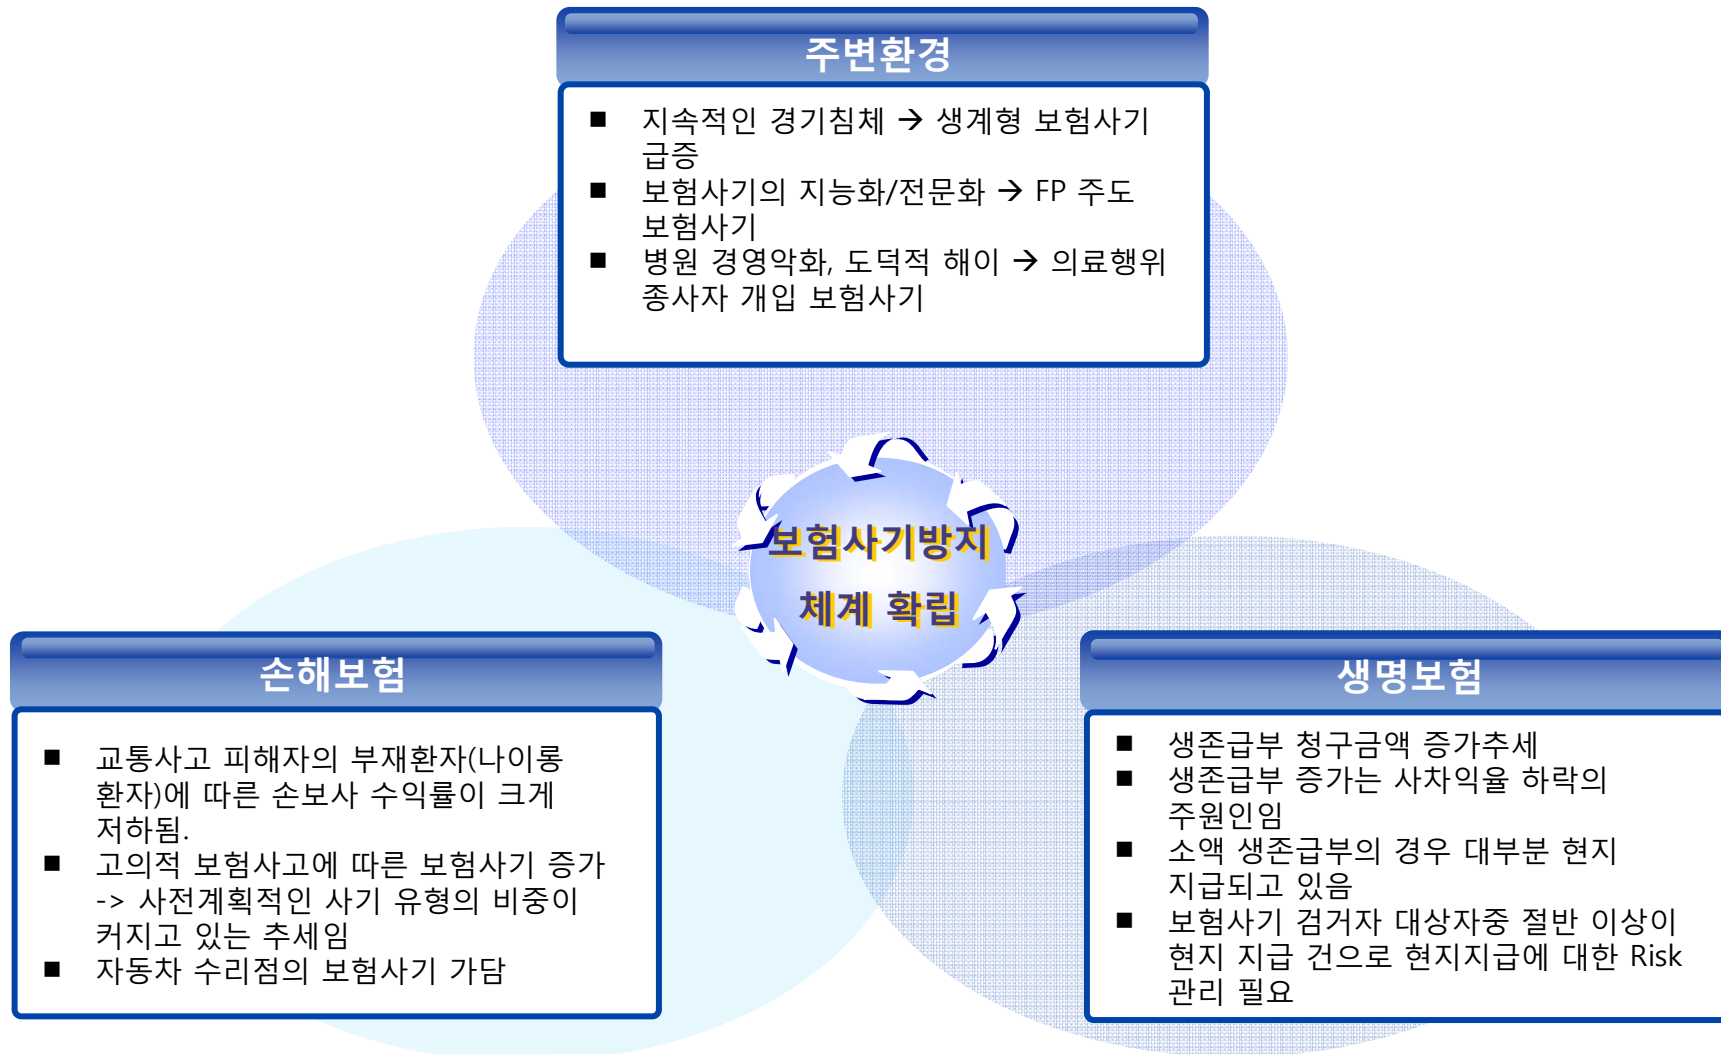 주변환경
■ 지속적인 경기침체 → 생계형 보험사기
급증
■ 보험사기의 지능화/전문화 → FP 주도
보험사기
■ 병원 경영악화, 도덕적 해이 → 의료행위
종사자 개입 보험사기
보험사기방지
체계 확립
손해보험
■ 교통사고 피해자의 부재환자(나이롱
환자)에 따른 손보사 수익률이 크게
저하됨.
■ 고의적 보험사고에 따른 보험사기 증가
-> 사전계획적인 사기 유형의 비중이
커지고 있는 추세임
■ 자동차 수리점의 보험사기 가담
생명보험
■ 생존급부 청구금액 증가추세
■ 생존급부 증가는 사차익율 하락의
주원인임
■ 소액 생존급부의 경우 대부분 현지
지급되고 있음
■ 보험사기 검거자 대상자중 절반 이상이
현지 지급 건으로 현지지급에 대한 Risk
관리 필요